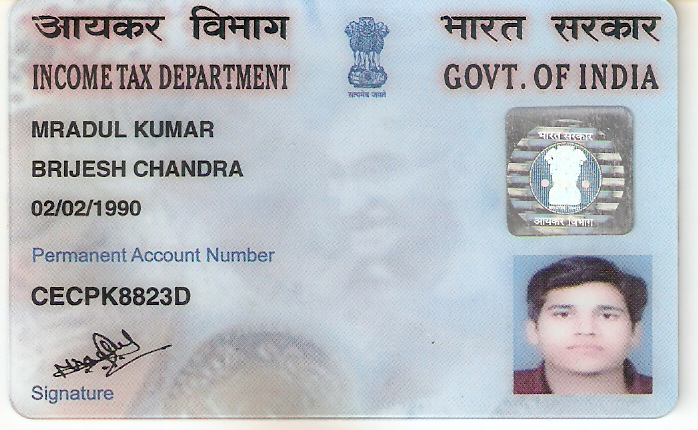 आयकर विभाग
भारत सरकार
INCOME TAX DEPARTMENT
GOVT. OF INDIA
सत्यमेव जयते
MRADUL KUMAR
BRIJESH CHANDRA
02/02/1990
Permanent Account Number
CECPK8823D
Signature
भारत सरकार
आयकर विभाग